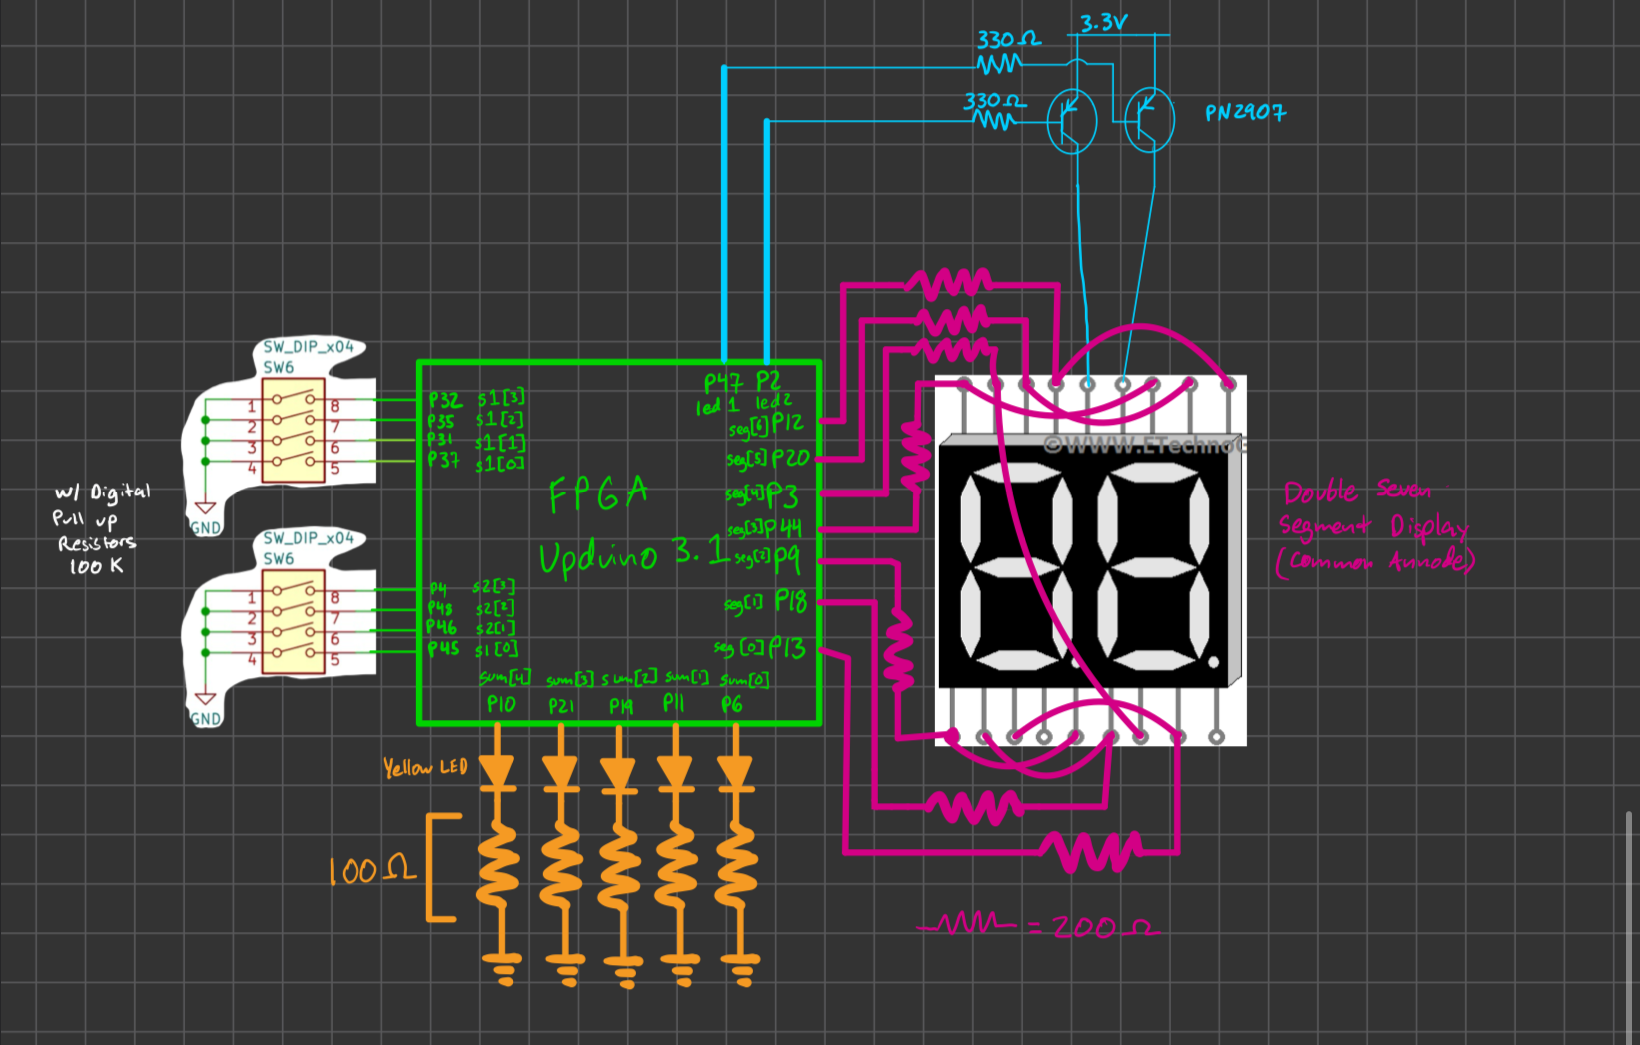 3.3V
330Ω
330Ω
PN2907
SW_DIP_x04
SW6
1 8
2 7
3 6
4 5
GND
w/ Digital
Pull up
Resistors
100 K
SW_DIP_x04
SW6
1 8
2 7
3 6
4 5
GND
P32 s1[3]
P35 s1[2]
P31 s1[1]
P37 s1[0]
P4 s2[3]
P48 s2[2]
P46 s2[1]
P45 s1[0]
FPGA
Upduino 3.1
P47 P2
led 1 led 2
seg[6] P12
seg[5] P20
seg[4] P3
seg[3] P44
seg[2] P9
seg[1] P18
seg[0] P13
sum[4] sum[3] sum[2] sum[1] sum[0]
P10 P21 P19 P11 P6
Yellow LED
100Ω
©WWW.ETechnoG
Double Seven
Segment Display
(Common Annode)
= 200Ω